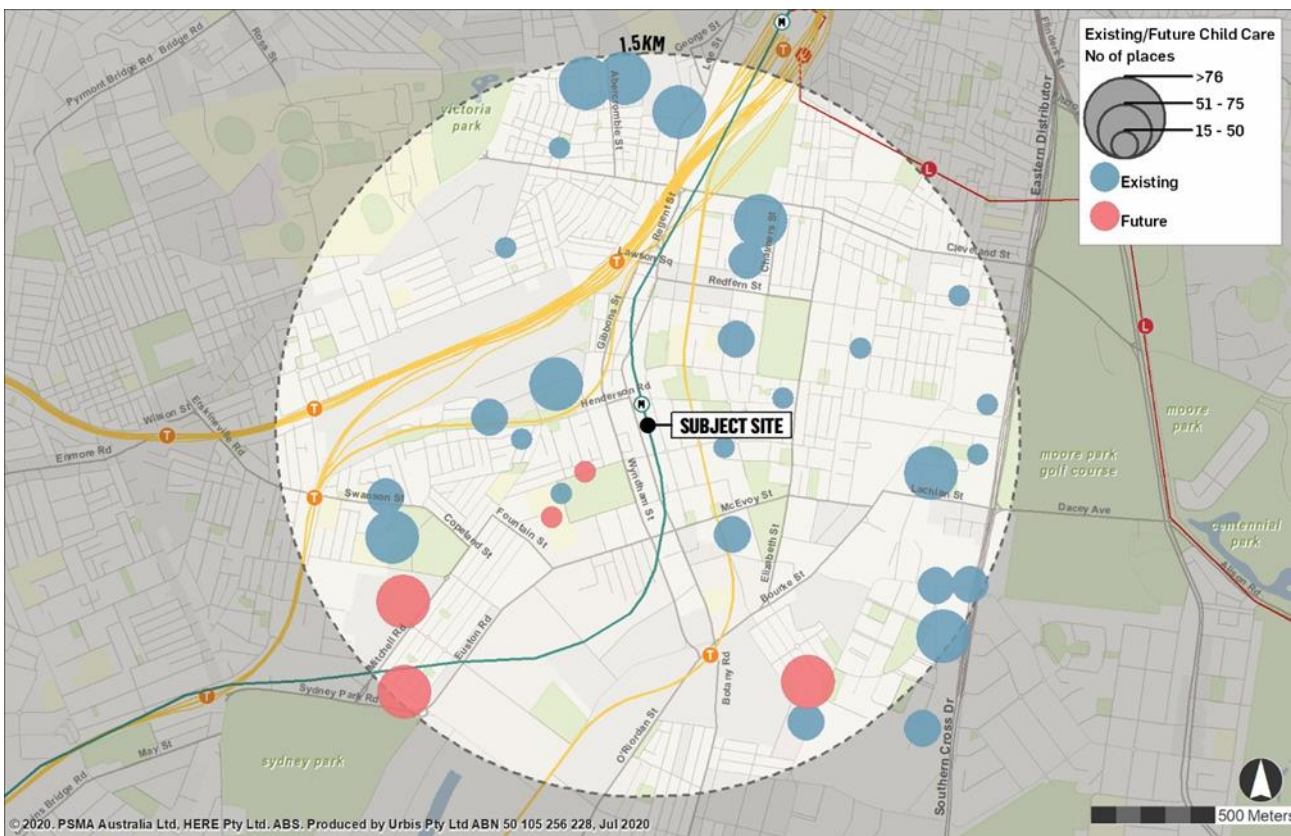 Existing/Future Child Care
No of places
>76
51 - 75
15 - 50
Existing
Future
1.5KM
George St
Lee St
Flinders St
Pyrmont Bridge Rd
Bridge Rd
Ross St
Abercrombie St
victoria
park
M
T
L
Eastern Distributor
Regent St
Chalmers St
Cleveland St
T
Lawson Sq
Redfern St
Gibbons St
L
Henderson Rd
M
SUBJECT SITE
Wilson St
Erskineville Rd
T
T
Enmore Rd
moore
park
moore park
golf course
Wyndham St
McEvoy St
Lachlan St
Dacey Ave
T
Swanson St
Copeland St
Fountain St
centennial
park
Alison Rd
Elizabeth St
Bourke St
Mitchell Rd
Euston Rd
T
Botany Rd
O'Riordan St
T
Sydney Park Rd
May St
sydney park
Southern Cross Dr
500 Meters
© 2020. PSMA Australia Ltd, HERE Pty Ltd. ABS. Produced by Urbis Pty Ltd ABN 50 105 256 228, Jul 2020